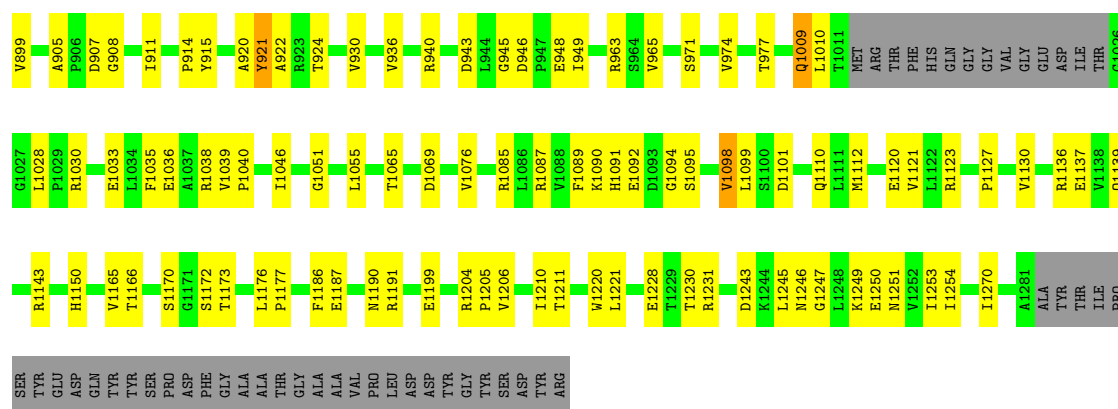 V899 A905 P906 D907 G908 I911 P914 Y915 A920 Y921 A922 R923 T924 V930 V936 R940 D943 L944 G945 D946 P947 E948 I949 R963 S964 V965 S971 V974 T977 Q1009 L1010 T1011 MET ARG THR PHE HIS GLN GLY GLY VAL GLY GLU ASP ILE THR G1026
G1027 L1028 P1029 R1030 E1033 L1034 F1035 E1036 A1037 R1038 V1039 P1040 I1046 G1051 L1055 T1065 D1069 V1076 R1085 L1086 R1087 V1088 F1089 K1090 H1091 E1092 D1093 G1094 S1095 V1098 L1099 S1100 D1101 Q1110 L1111 M1112 E1120 V1121 L1122 R1123 P1127 V1130 R1136 E1137 V1138 Q1139
R1143 H1150 V1165 T1166 S1170 G1171 S1172 T1173 L1176 P1177 F1186 E1187 N1190 R1191 E1199 R1204 P1205 V1206 I1210 T1211 W1220 L1221 E1228 T1229 T1230 R1231 D1243 K1244 L1245 N1246 G1247 L1248 K1249 E1250 N1251 V1252 I1253 I1254 I1270 A1281 ALA TYR THR ILE PRO
SER TYR GLU ASP GLN TYR TYR SER PRO ASP PHE GLY ALA ALA THR GLY ALA ALA VAL PRO LEU ASP ASP TYR GLY TYR SER ASP TYR ARG